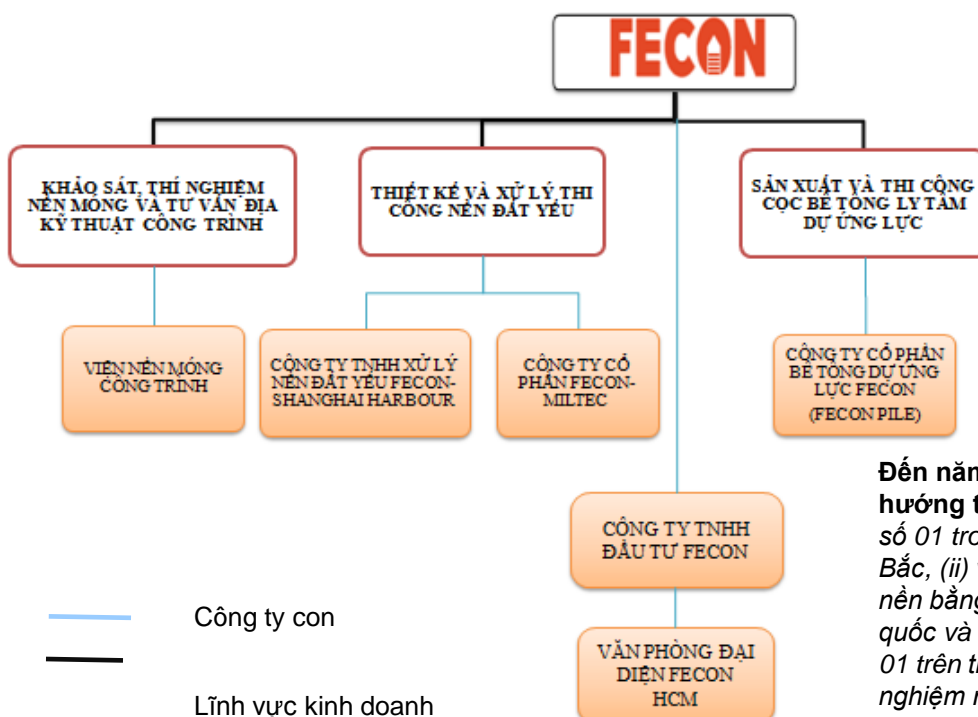 FECON
KHẢO SÁT, THÍ NGHIỆM
NỀN MÓNG VÀ TƯ VẤN ĐỊA
KỸ THUẬT CÔNG TRÌNH
THIẾT KẾ VÀ XỬ LÝ THI
CÔNG NỀN ĐẤT YẾU
SẢN XUẤT VÀ THI CÔNG
CỌC BÊ TÔNG LY TÂM
DỰ ỨNG LỰC
VIỆN NỀN MÓNG
CÔNG TRÌNH
CÔNG TY TNHH XỬ LÝ
NỀN ĐẤT YẾU FECON-
SHANGHAI HARBOUR
CÔNG TY CỔ
PHẦN FECON-
MILTEC
CÔNG TY CỔ PHẦN
BÊ TÔNG DỰ ỨNG
LỰC FECON
(FECON PILE)
CÔNG TY TNHH
ĐẦU TƯ FECON
VĂN PHÒNG ĐẠI
DIỆN FECON
HCM
Công ty con
Lĩnh vực kinh doanh
Đến năm
hướng t
số 01 tro
Bắc, (ii)
nền bằng
quốc và
01 trên t
nghiệm